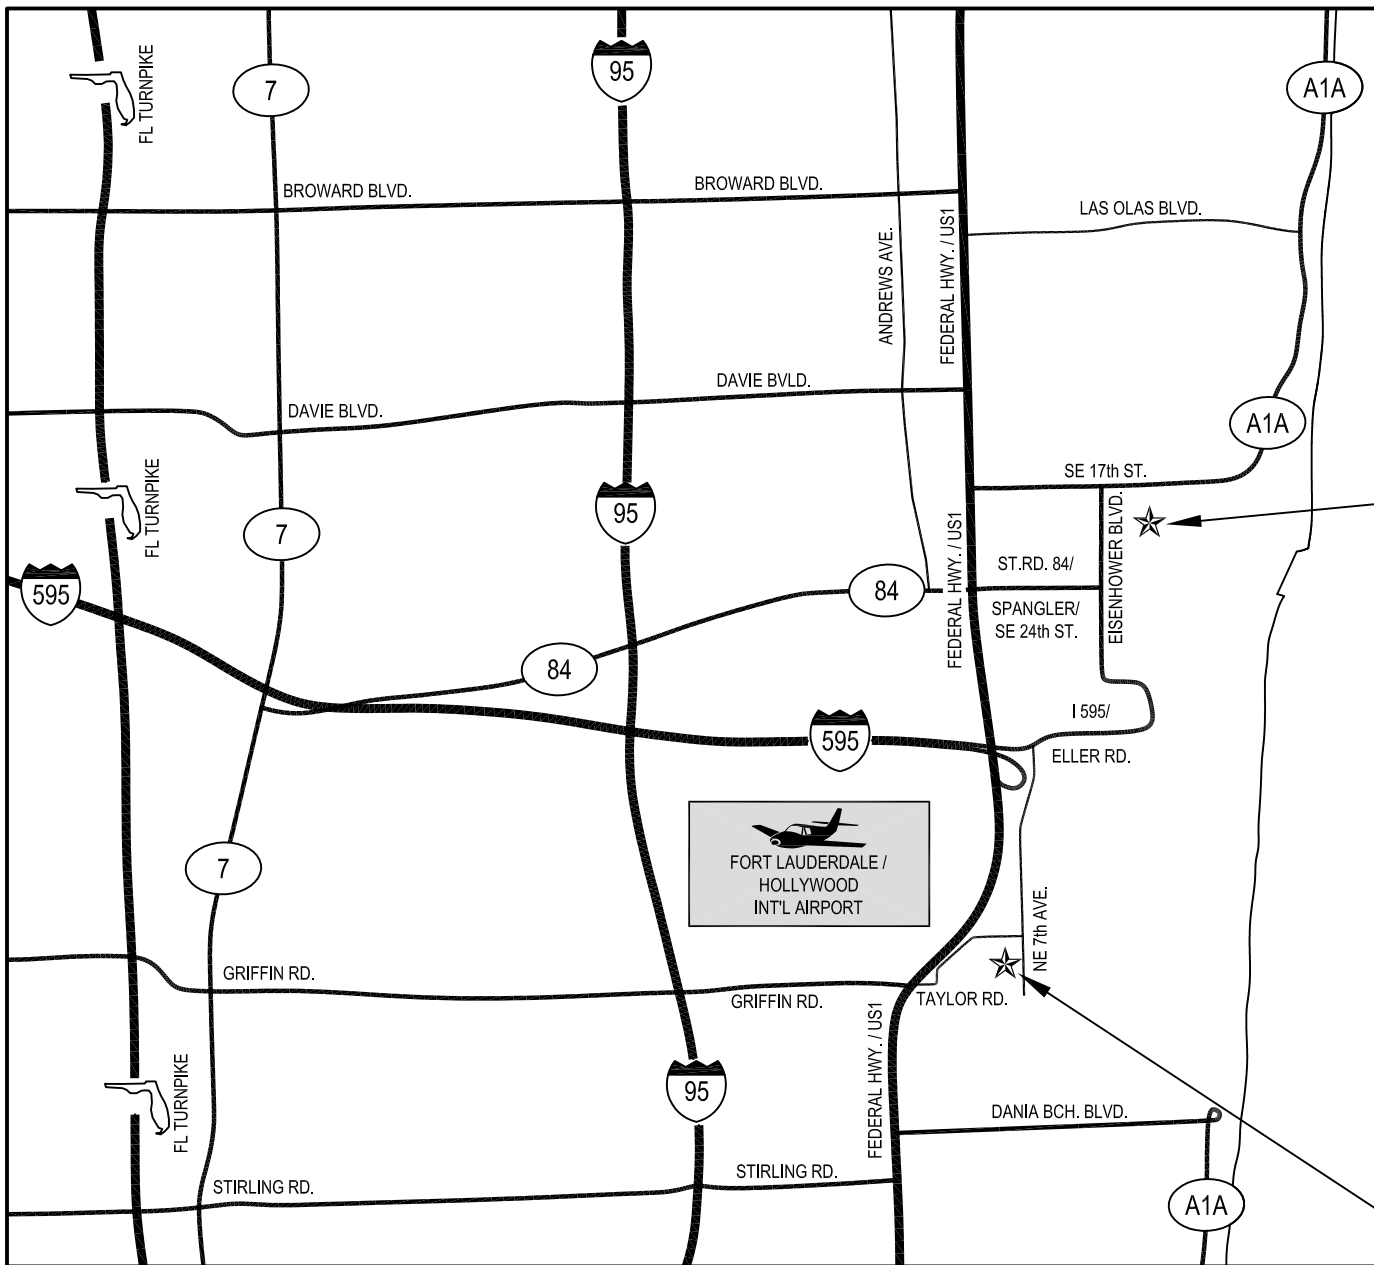 FL TURNPIKE
7
95
A1A
BROWARD BLVD.
BROWARD BLVD.
LAS OLAS BLVD.
ANDREWS AVE.
FEDERAL HWY. / US1
DAVIE BVLD.
DAVIE BLVD.
A1A
SE 17th ST.
FL TURNPIKE
7
95
EISENHOWER BLVD.
FEDERAL HWY. / US1
ST.RD. 84/
595
84
SPANGLER/
SE 24th ST.
84
I 595/
595
ELLER RD.
FORT LAUDERDALE /
HOLLYWOOD
INT'L AIRPORT
7
NE 7th AVE.
GRIFFIN RD.
GRIFFIN RD.
TAYLOR RD.
FEDERAL HWY. / US1
FL TURNPIKE
95
DANIA BCH. BLVD.
STIRLING RD.
STIRLING RD.
A1A